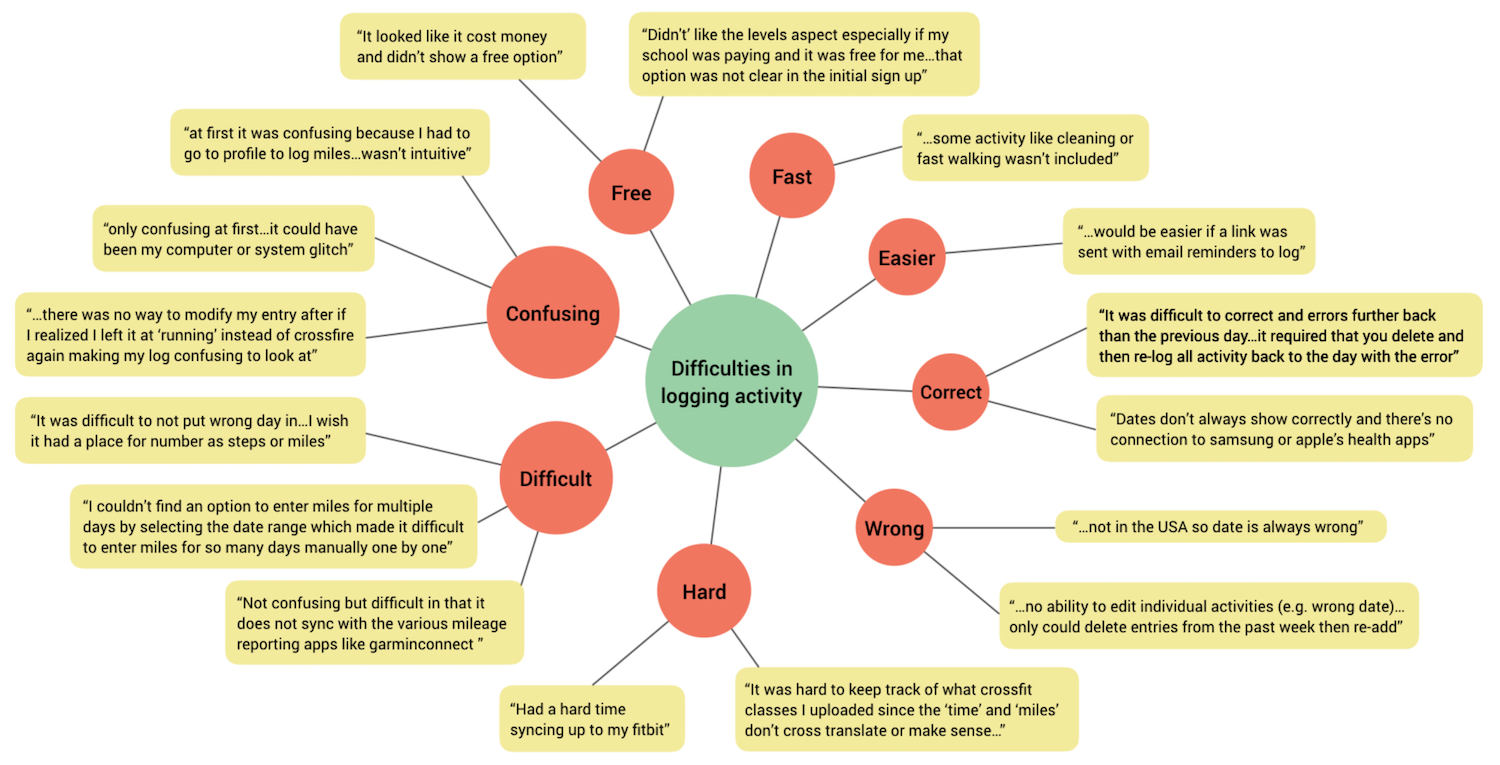 “It looked like it cost money
and didn’t show a free option”
“Didn’t’ like the levels aspect especially if my
school was paying and it was free for me…that
option was not clear in the initial sign up”
“at first it was confusing because I had to
go to profile to log miles…wasn’t intuitive”
Free
Fast
“…some activity like cleaning or
fast walking wasn’t included”
“only confusing at first…it could have
been my computer or system glitch”
Easier
“…would be easier if a link was
sent with email reminders to log”
“…there was no way to modify my entry after if
I realized I left it at ‘running’ instead of crossfire
again making my log confusing to look at”
Confusing
Difficulties in
logging activity
Correct
“It was difficult to correct and errors further back
than the previous day…it required that you delete and
then re-log all activity back to the day with the error”
“Dates don’t always show correctly and there’s no
connection to samsung or apple’s health apps”
“It was difficult to not put wrong day in…I wish
it had a place for number as steps or miles”
Difficult
“I couldn’t find an option to enter miles for multiple
days by selecting the date range which made it difficult
to enter miles for so many days manually one by one”
“Not confusing but difficult in that it
does not sync with the various mileage
reporting apps like garminconnect ”
Wrong
“…not in the USA so date is always wrong”
“…no ability to edit individual activities (e.g. wrong date)…
only could delete entries from the past week then re-add”
Hard
“Had a hard time
syncing up to my fitbit”
“It was hard to keep track of what crossfit
classes I uploaded since the ‘time’ and ‘miles’
don’t cross translate or make sense…”